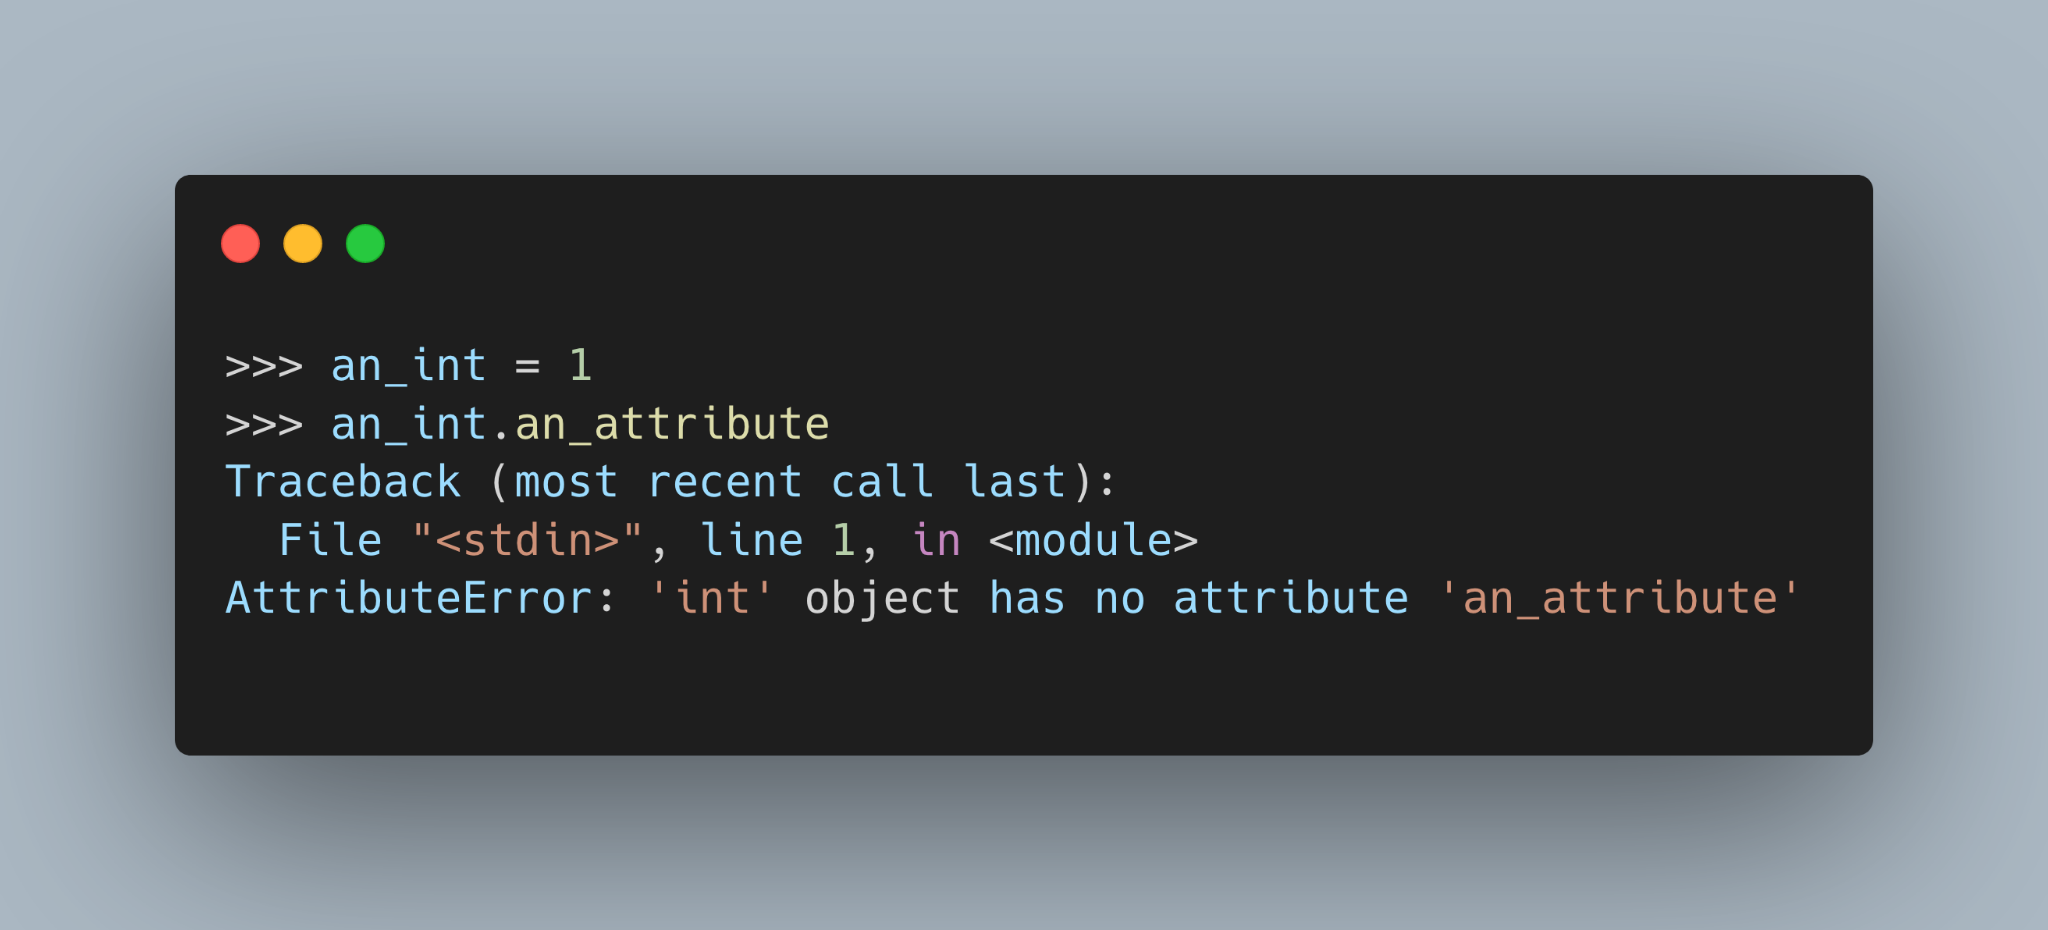 >>> an_int = 1
>>> an_int.an_attribute
Traceback (most recent call last):
  File "<stdin>", line 1, in <module>
AttributeError: 'int' object has no attribute 'an_attribute'